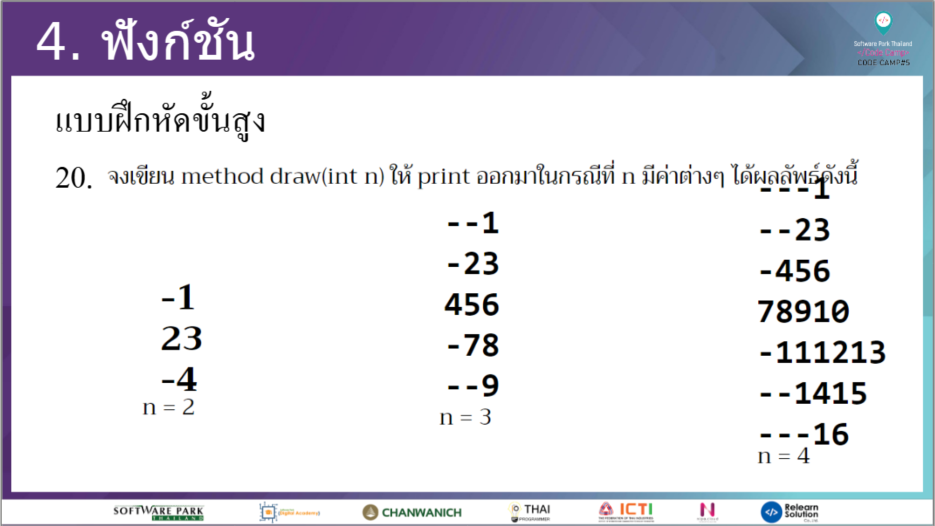 4. ฟังก์ชัน
Software Park Thailand
CODE CAMP#5
แบบฝึกหัดขั้นสูง
20. จงเขียน method draw(int n) ให้ print ออกมาในกรณีที่ n มีค่าต่างๆ ได้ผลลัพธ์ดังนี้
-1
23
-4
n = 2
--1
-23
456
-78
--9
n = 3
---1
--23
-456
78910
-111213
--1415
---16
n = 4
SOFTWARE PARK
THAILAND
Digital Academy
CHANWANICH
THAI
PROGRAMMER
ICTI
Relearn
Solution
Co.,Ltd